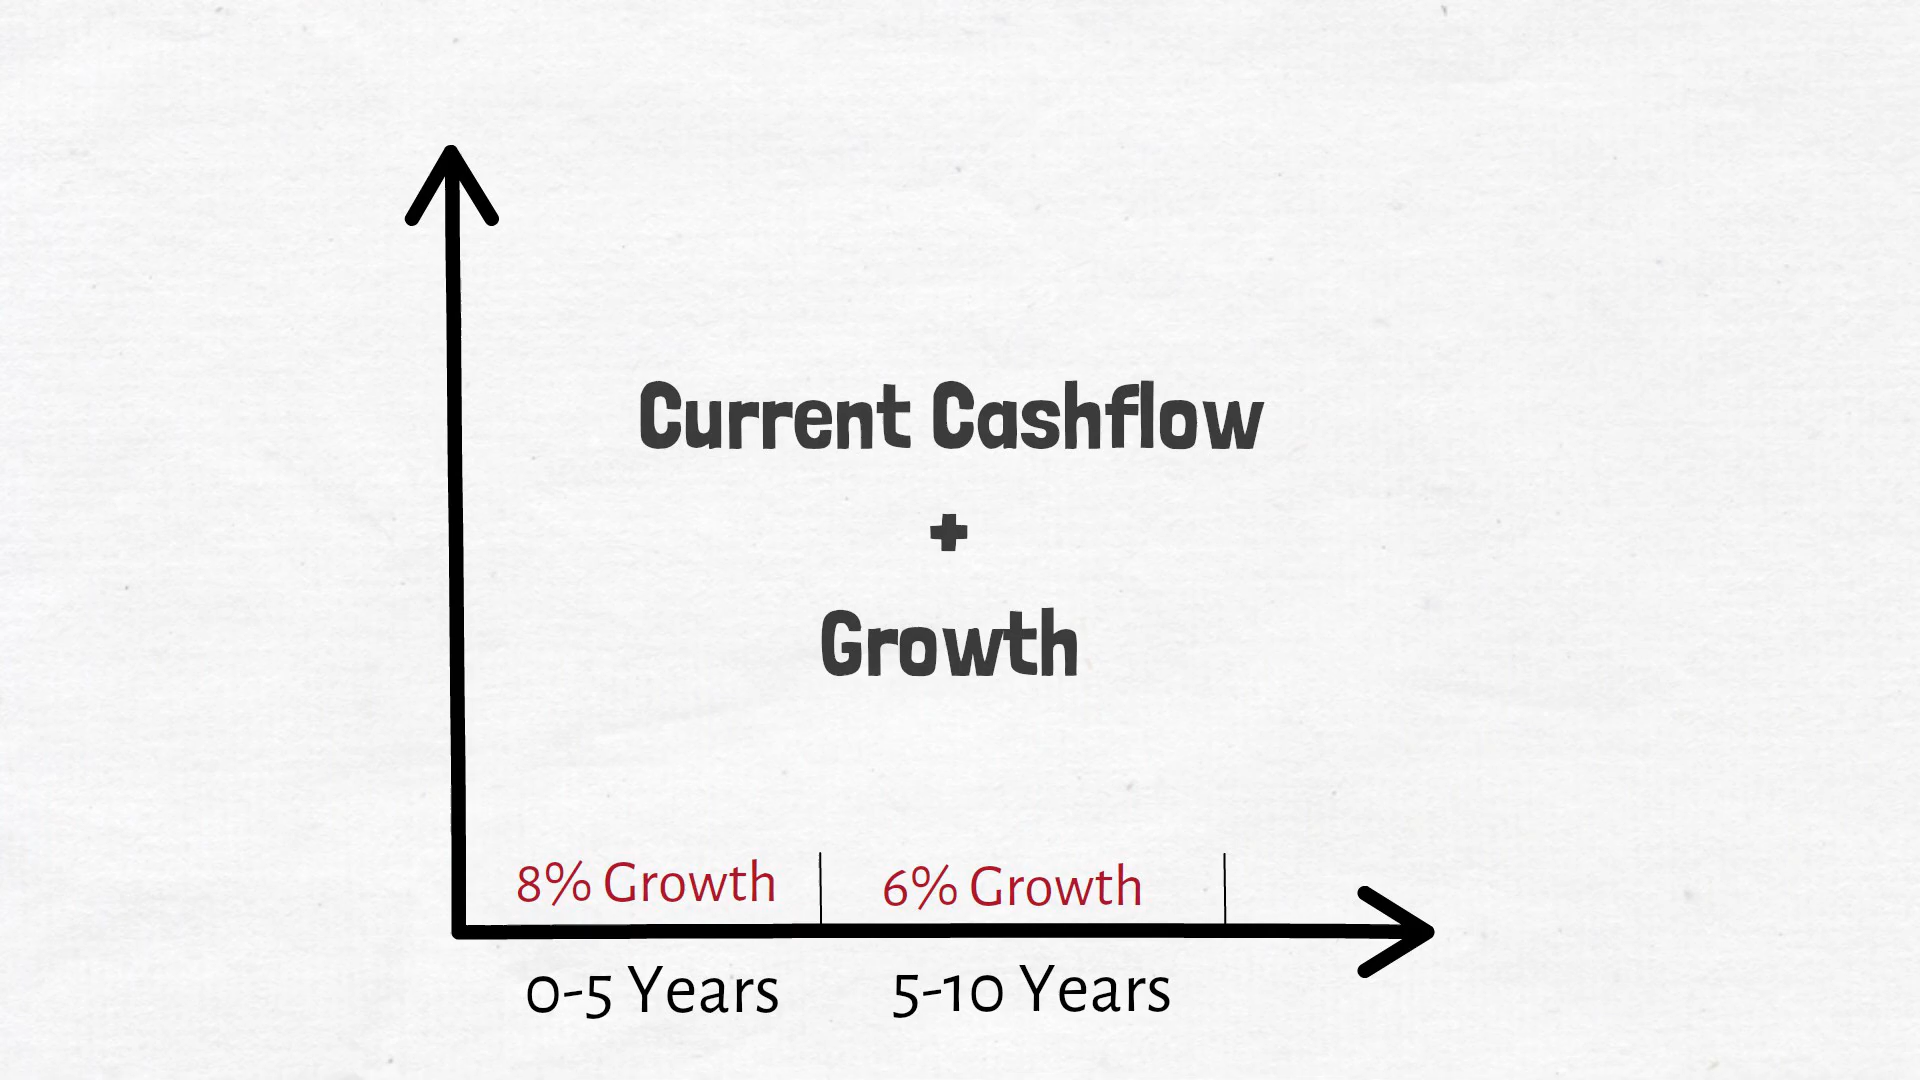 Current Cashflow
+
Growth
8% Growth
6% Growth
0-5 Years
5-10 Years